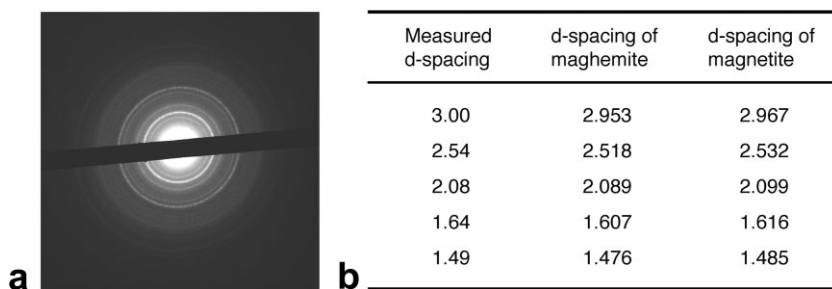 a
b
Measured d-spacing of d-spacing of
d-spacing maghemite magnetite
3.00 2.953 2.967
2.54 2.518 2.532
2.08 2.089 2.099
1.64 1.607 1.616
1.49 1.476 1.485